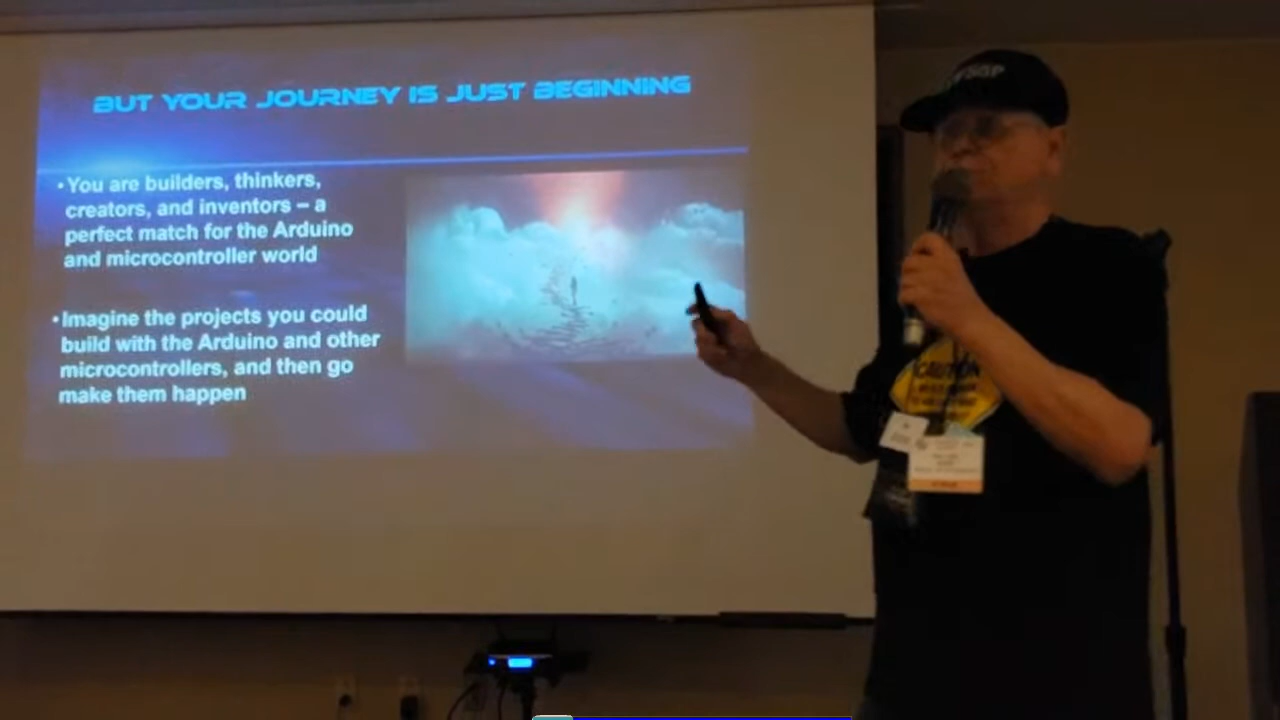 BUT YOUR JOURNEY IS JUST BEGINNING
•You are builders, thinkers,
creators, and inventors – a
perfect match for the Arduino
and microcontroller world
•Imagine the projects you could
build with the Arduino and other
microcontrollers, and then go
make them happen
CAUTION